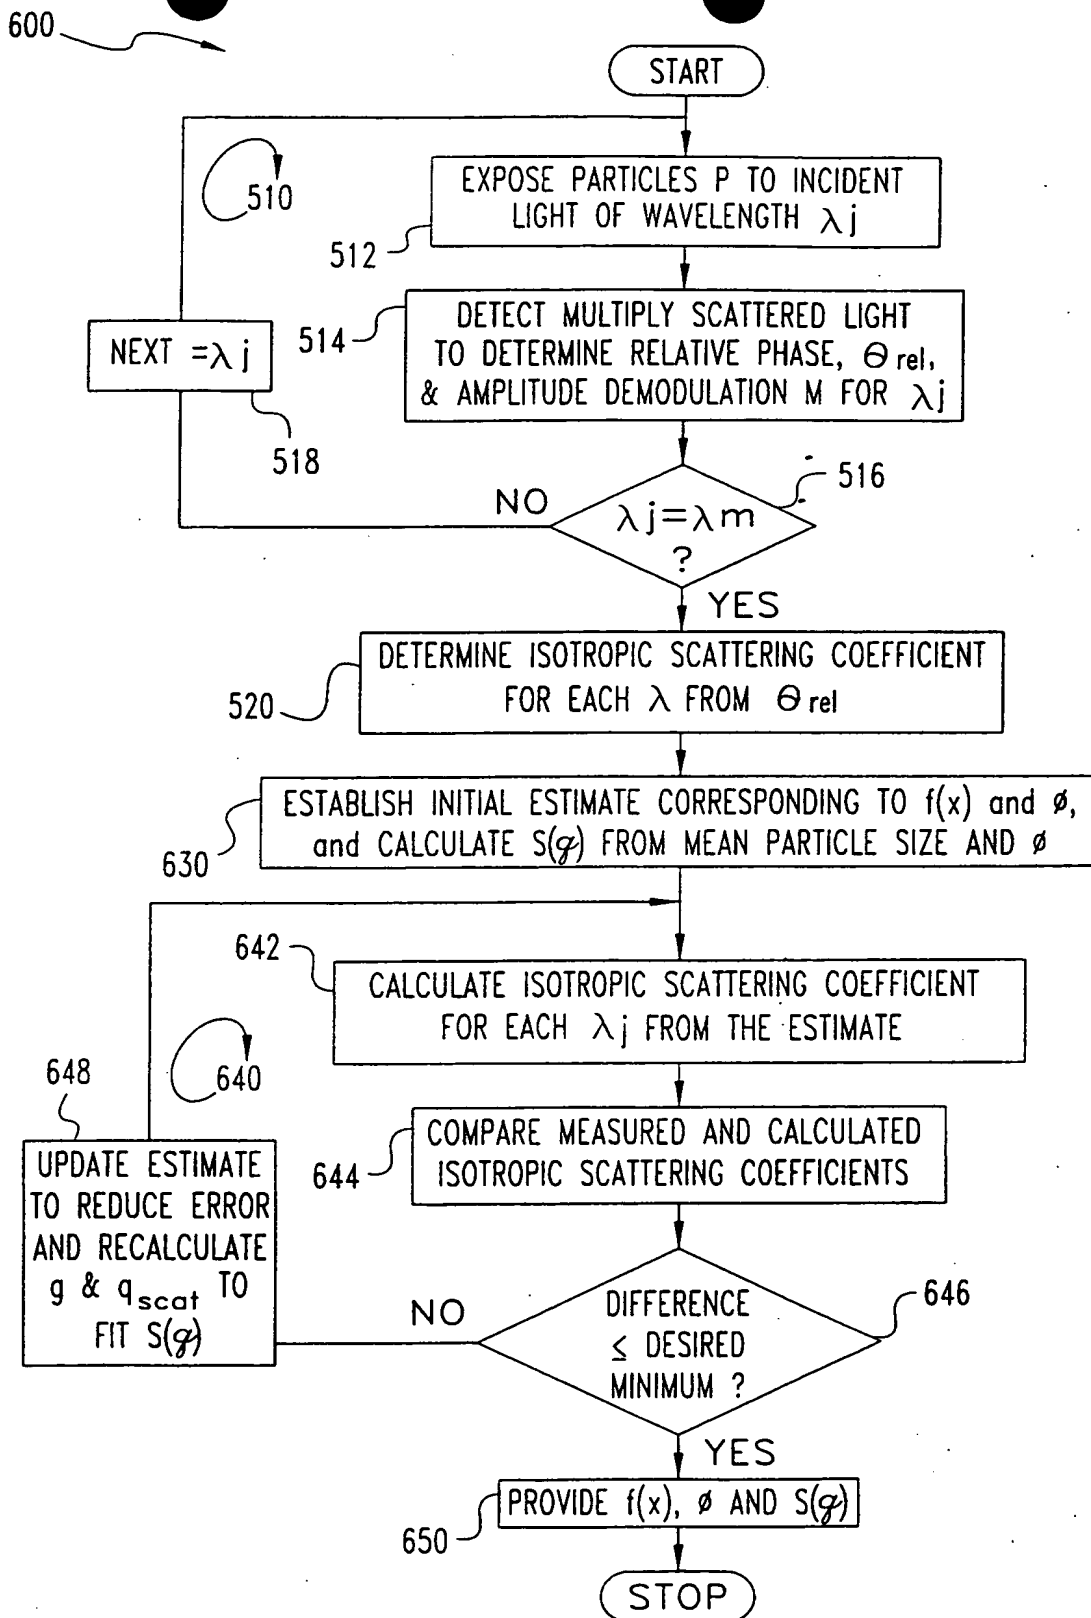 600
START
510
EXPOSE PARTICLES P TO INCIDENT
LIGHT OF WAVELENGTH λj
512
DETECT MULTIPLY SCATTERED LIGHT
TO DETERMINE RELATIVE PHASE, Θrel,
& AMPLITUDE DEMODULATION M FOR λj
514
NEXT =λj
518
516
NO
λj=λm
?
YES
DETERMINE ISOTROPIC SCATTERING COEFFICIENT
FOR EACH λ FROM Θrel
520
ESTABLISH INITIAL ESTIMATE CORRESPONDING TO f(x) and ø,
and CALCULATE S(q) FROM MEAN PARTICLE SIZE AND ø
630
642
CALCULATE ISOTROPIC SCATTERING COEFFICIENT
FOR EACH λj FROM THE ESTIMATE
640
648
COMPARE MEASURED AND CALCULATED
ISOTROPIC SCATTERING COEFFICIENTS
644
UPDATE ESTIMATE
TO REDUCE ERROR
AND RECALCULATE
g & qscat TO
FIT S(q)
NO
DIFFERENCE
≤ DESIRED
MINIMUM ?
646
YES
PROVIDE f(x), ø AND S(q)
650
STOP